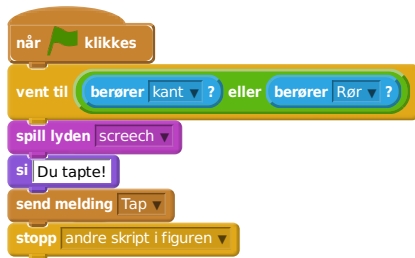 når klikkes
vent til berører kant ? eller berører Rør ?
spill lyden screech
si Du tapte!
send melding Tap
stopp andre skript i figuren